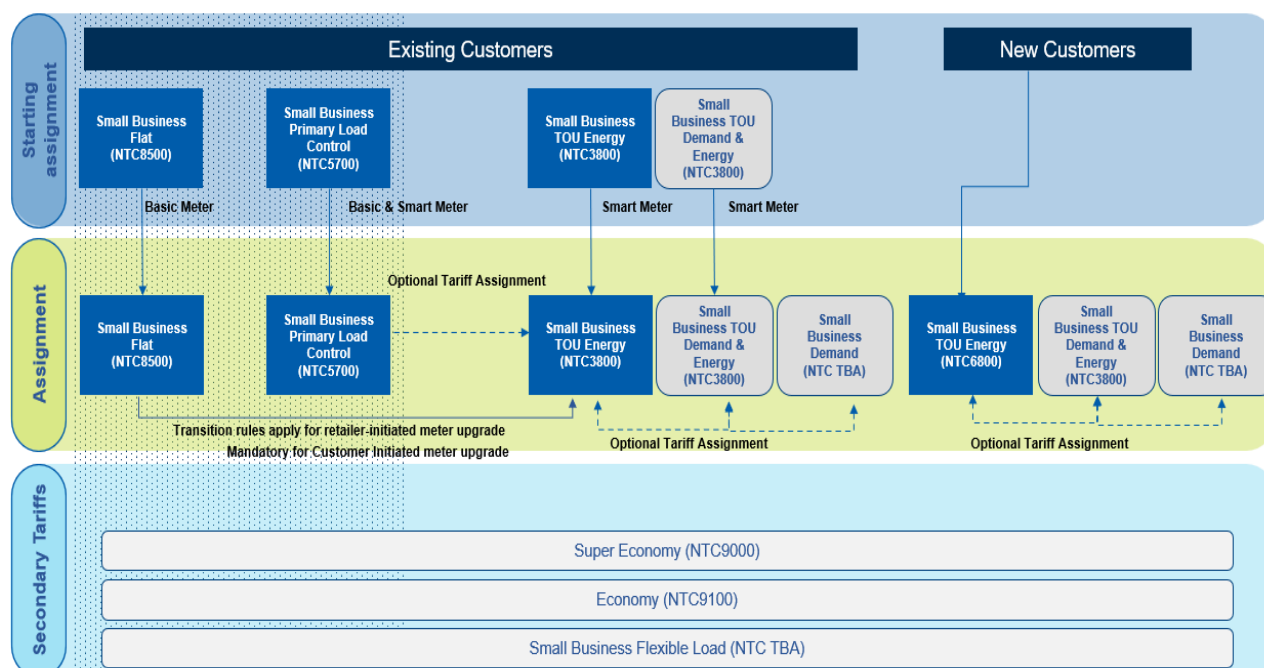 Starting
assignment
Existing Customers
New Customers
Small Business
Flat
(NTC8500)
Small Business
Primary Load
Control
(NTC5700)
Small Business
TOU Energy
(NTC3800)
Small
Business TOU
Demand &
Energy
(NTC3800)
Basic Meter
Basic & Smart Meter
Smart Meter
Smart Meter
Assignment
Optional Tariff Assignment
Small Business
Flat
(NTC8500)
Small Business
Primary Load
Control
(NTC5700)
Small Business
TOU Energy
(NTC3800)
Small
Business TOU
Demand &
Energy
(NTC3800)
Small
Business
Demand
(NTC TBA)
Small Business
TOU Energy
(NTC6800)
Small
Business TOU
Demand &
Energy
(NTC3800)
Small
Business
Demand
(NTC TBA)
Transition rules apply for retailer-initiated meter upgrade
Mandatory for Customer Initiated meter upgrade
Optional Tariff Assignment
Optional Tariff Assignment
Secondary Tariffs
Super Economy (NTC9000)
Economy (NTC9100)
Small Business Flexible Load (NTC TBA)